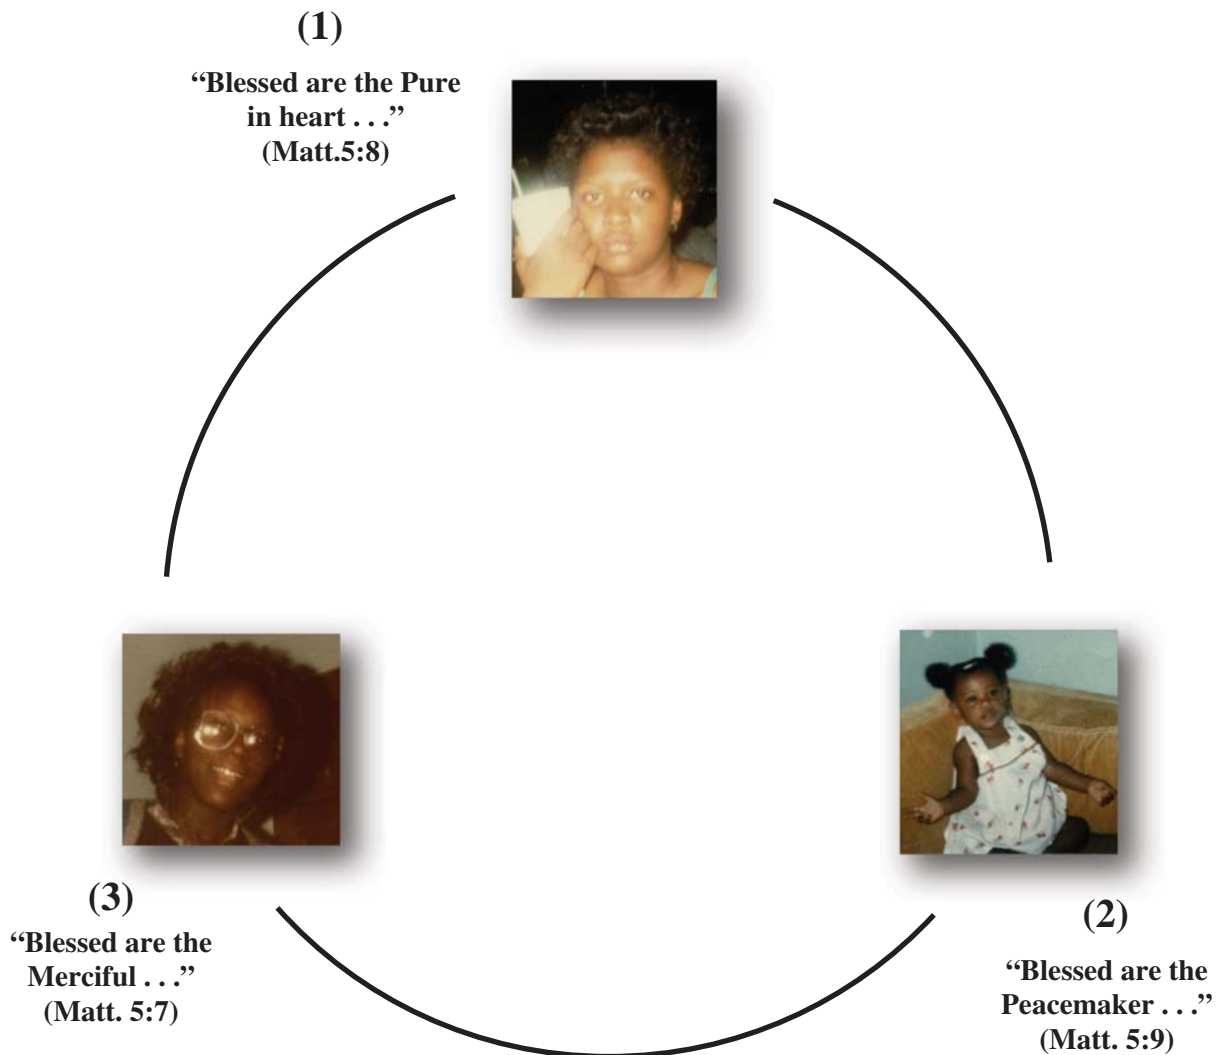 (1)
“Blessed are the Pure
in heart . . .”
(Matt.5:8)
(3)
“Blessed are the
Merciful . . .”
(Matt. 5:7)
(2)
“Blessed are the
Peacemaker . . .”
(Matt. 5:9)